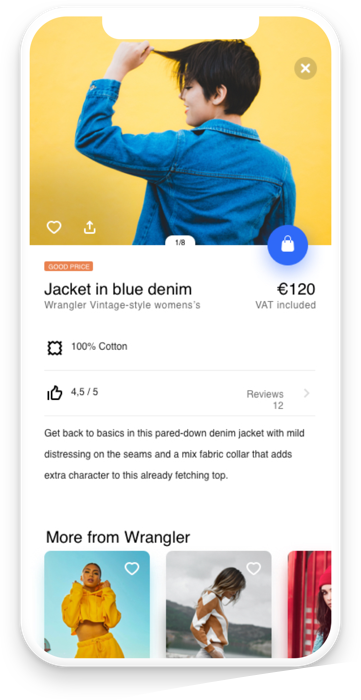 1/8
GOOD PRICE
Jacket in blue denim
€120
Wrangler Vintage-style womens's
VAT included
100% Cotton
4,5 / 5
Reviews
12
Get back to basics in this pared-down denim jacket with mild
distressing on the seams and a mix fabric collar that adds
extra character to this already fetching top.
More from Wrangler